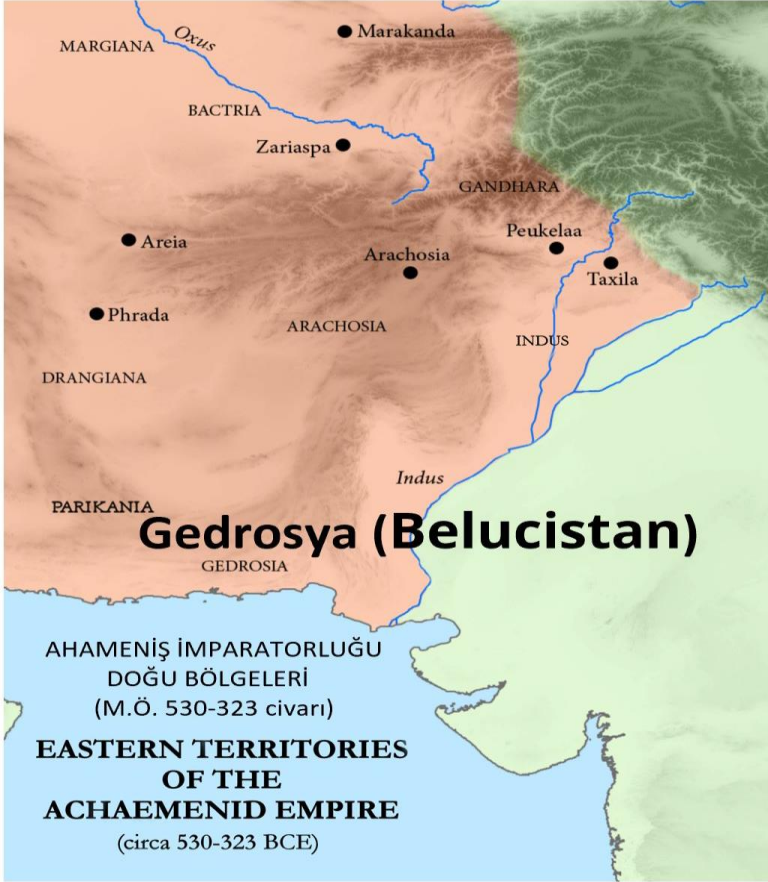 Marakanda
Oxus
MARGIANA
BACTRIA
Zariaspa
GANDHARA
Peukelaa
Areia
Arachosia
Taxila
Phrada
ARACHOSIA
INDUS
DRANGIANA
Indus
PARIKANIA
Gedrosya (Belucistan)
GEDROSIA
AHAMENİŞ İMPARATORLUĞU
DOĞU BÖLGELERİ
(M.Ö. 530-323 civarı)
EASTERN TERRITORIES
OF THE
ACHAEMENID EMPIRE
(circa 530-323 BCE)